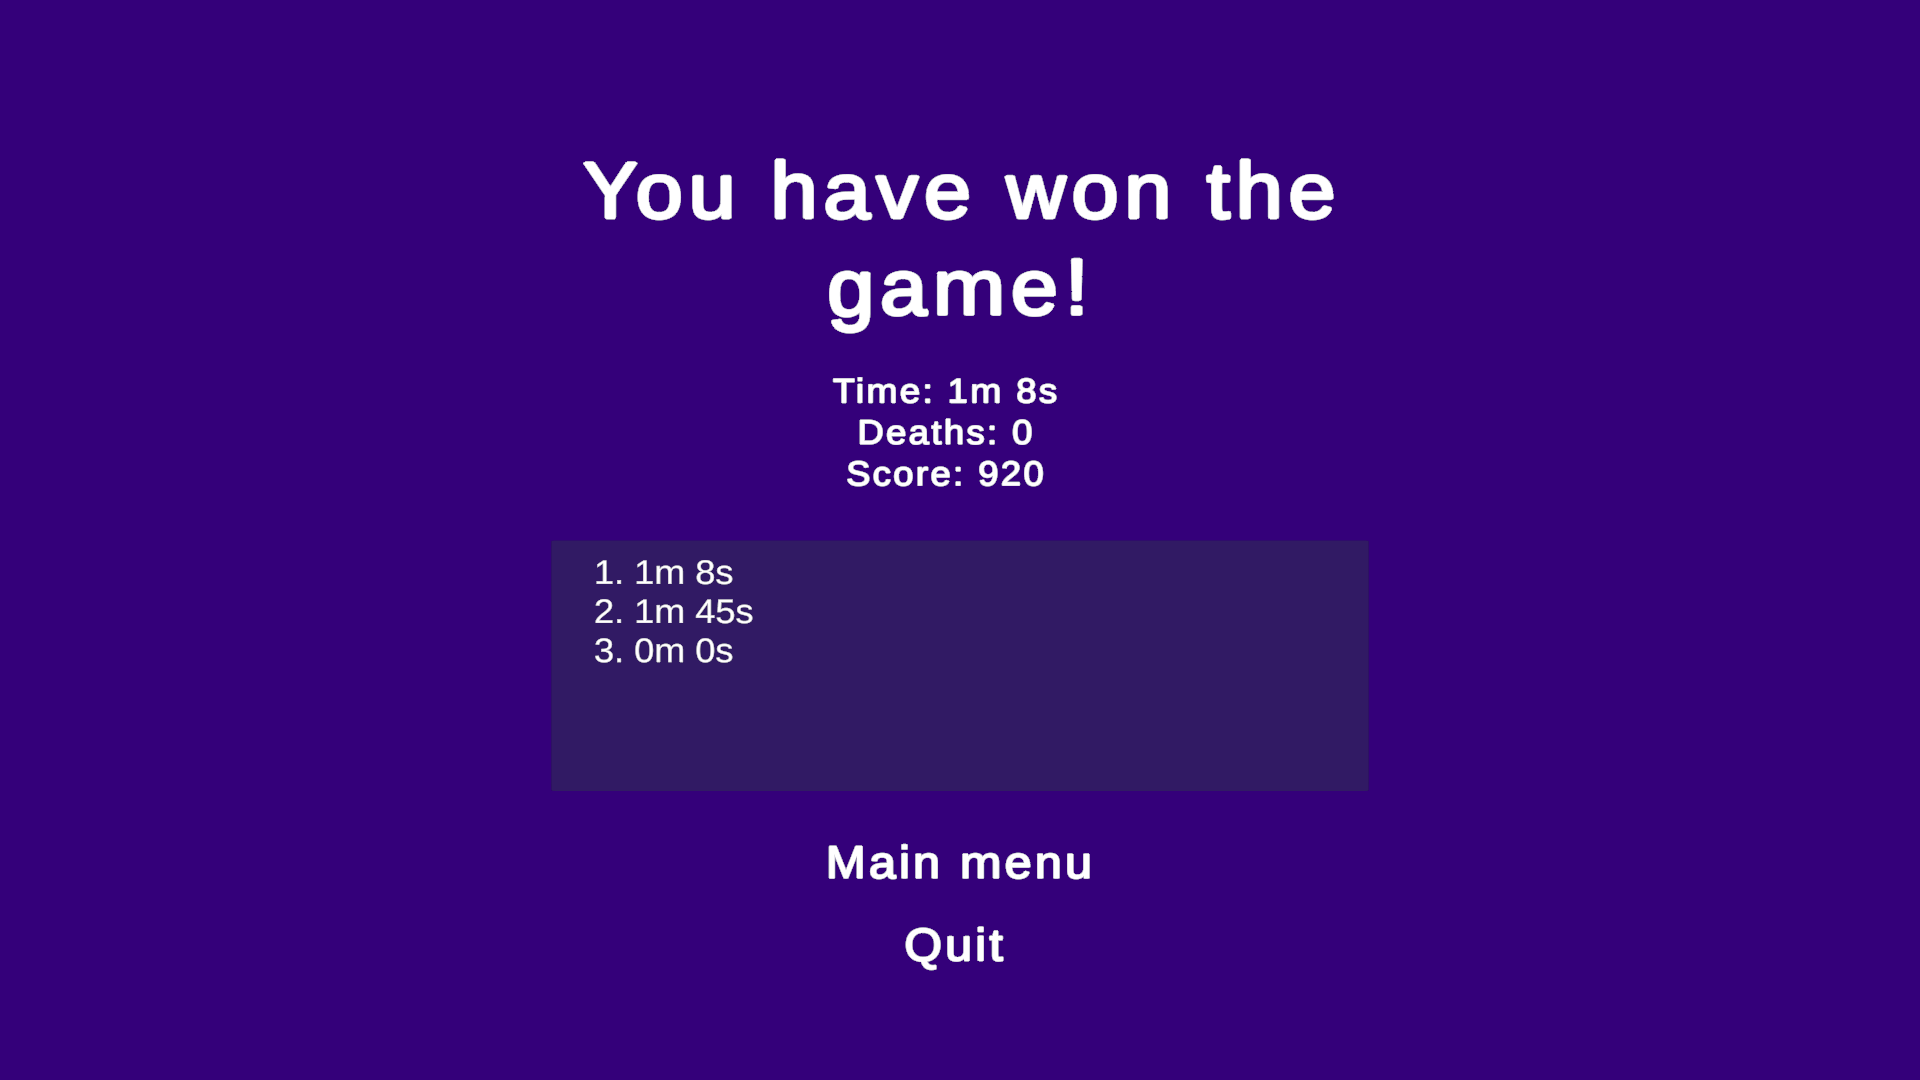 You have won the
game!
Time: 1m 8s
Deaths: 0
Score: 920
1. 1m 8s
2. 1m 45s
3. 0m 0s
Main menu
Quit